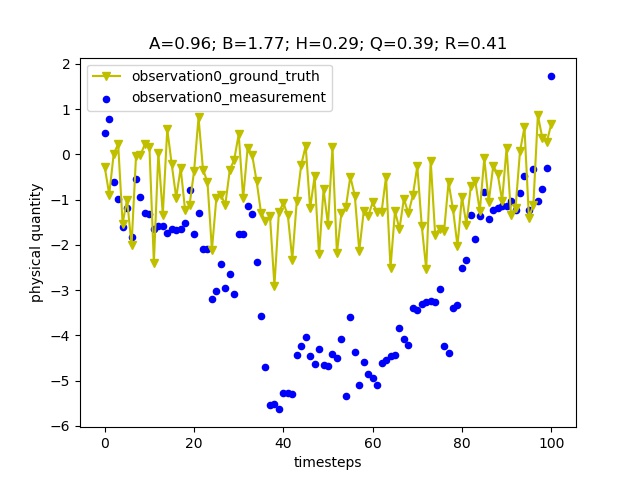 A=0.96; B=1.77; H=0.29; Q=0.39; R=0.41
observation0_ground_truth
observation0_measurement
physical quantity
2
1
0
−1
−2
−3
−4
−5
−6
0 20 40 60 80 100
timesteps